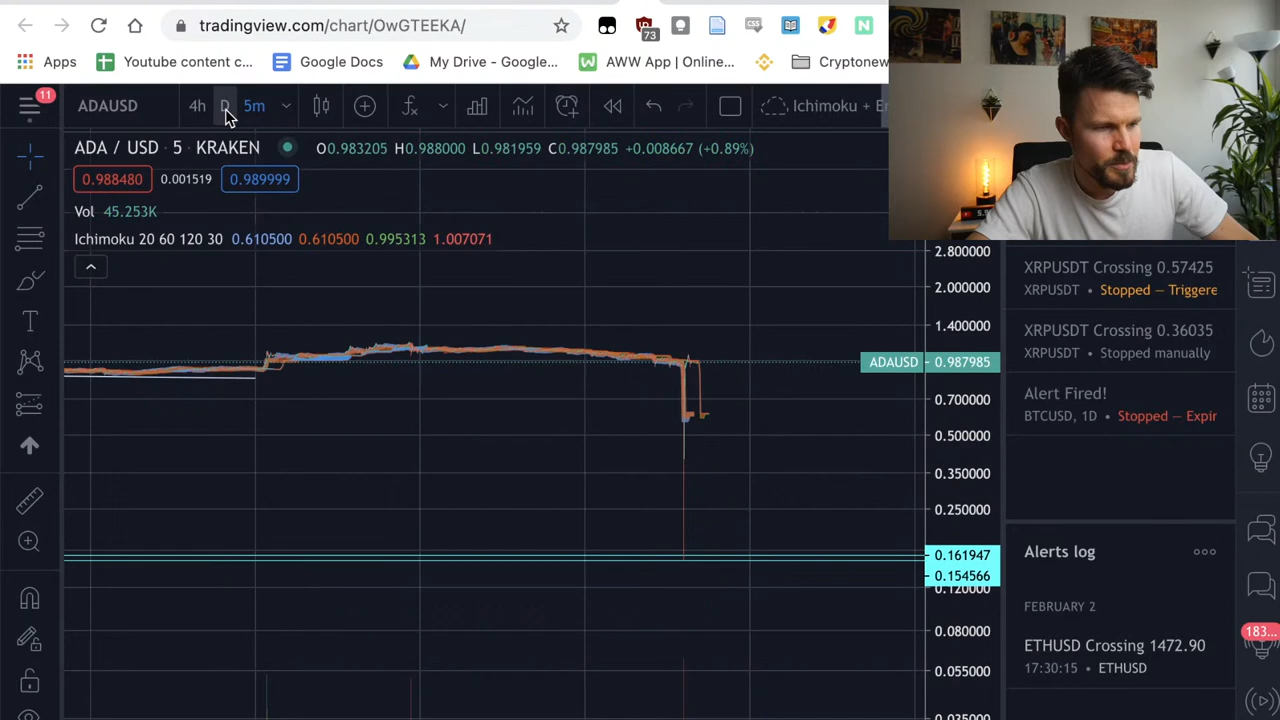 tradingview.com/chart/OwGTEEKA/
73
CSS
N
Apps
Youtube content c...
Google Docs
My Drive - Google...
AWW App | Online...
Cryptonew
11
ADAUSD
4h
D
5m
Ichimoku + E
ADA / USD · 5 · KRAKEN
O0.983205 H0.988000 L0.981959 C0.987985 +0.008667 (+0.89%)
0.988480
0.001519
0.989999
Vol 45.253K
Ichimoku 20 60 120 30 0.610500 0.610500 0.995313 1.007071
2.800000
2.000000
1.400000
ADAUSD 0.987985
0.700000
0.500000
0.350000
0.250000
0.161947
0.154566
0.120000
0.080000
0.055000
0.035000
XRPUSDT Crossing 0.57425
XRPUSDT • Stopped — Triggere
XRPUSDT Crossing 0.36035
XRPUSDT • Stopped manually
Alert Fired!
BTCUSD, 1D • Stopped — Expir
Alerts log
FEBRUARY 2
ETHUSD Crossing 1472.90
17:30:15 • ETHUSD
183...